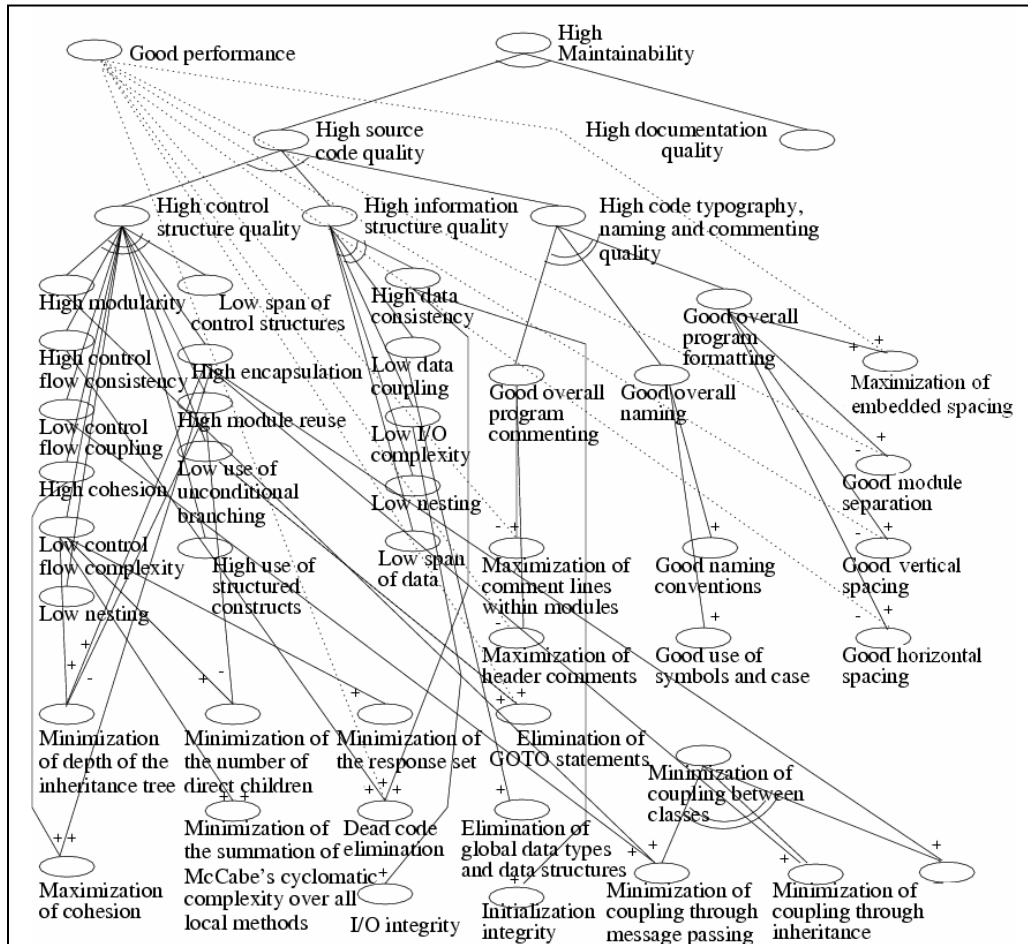 Good performance
High
Maintainability
High source
code quality
High documentation
quality
High control
structure quality
High information
structure quality
High code typography,
naming and commenting
quality
High modularity
Low span of
control structures
High data
consistency
Good overall
program
formatting
High control
flow consistency
High encapsulation
Low data
coupling
Good overall
program
commenting
Good overall
naming
+
+
Maximization of
embedded spacing
Low control
flow coupling
High module reuse
Low I/O
complexity
High cohesion
Low use of
unconditional
branching
Low nesting
+
-
Good module
separation
Low control
flow complexity
High use of
structured
constructs
Low span
of data
-
+
Maximization of
comment lines
within modules
+
Good naming
conventions
+
-
Good vertical
spacing
Low nesting
-
Maximization of
header comments
+
Good use of
symbols and case
+
-
Good horizontal
spacing
+
+
-
Minimization
of depth of the
inheritance tree
+
-
Minimization of
the number of
direct children
+
Minimization of
the response set
+
+
Elimination of
GOTO statements
Minimization of
coupling between
classes
+
+
Minimization of
the summation of
McCabe's cyclomatic
complexity over all
local methods
+
+
+
Dead code
elimination
+
Elimination of
global data types
and data structures
+
+
Maximization
of cohesion
+
I/O integrity
+
Initialization
integrity
+
+
Minimization of
coupling through
message passing
+
+
Minimization of
coupling through
inheritance
+
-